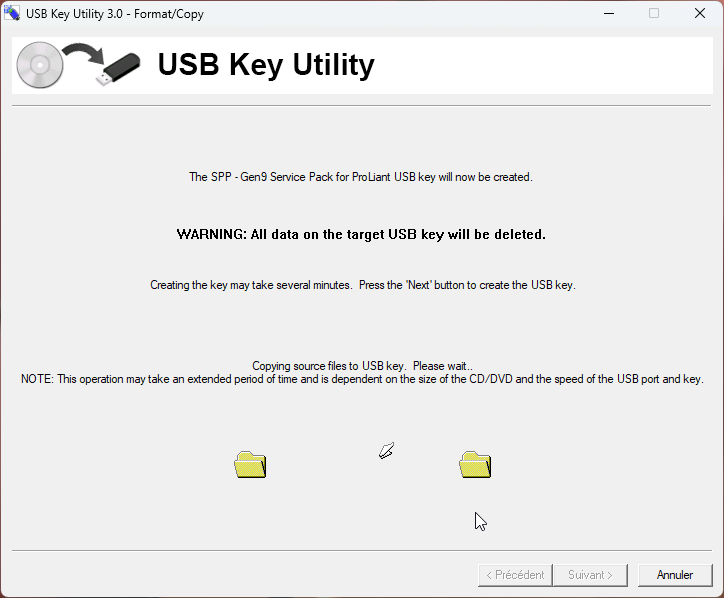 USB Key Utility 3.0 - Format/Copy
USB Key Utility
The SPP - Gen9 Service Pack for ProLiant USB key will now be created.
WARNING: All data on the target USB key will be deleted.
Creating the key may take several minutes.  Press the 'Next' button to create the USB key.
Copying source files to USB key.  Please wait..
NOTE: This operation may take an extended period of time and is dependent on the size of the CD/DVD and the speed of the USB port and key.
< Précédent
Suivant >
Annuler